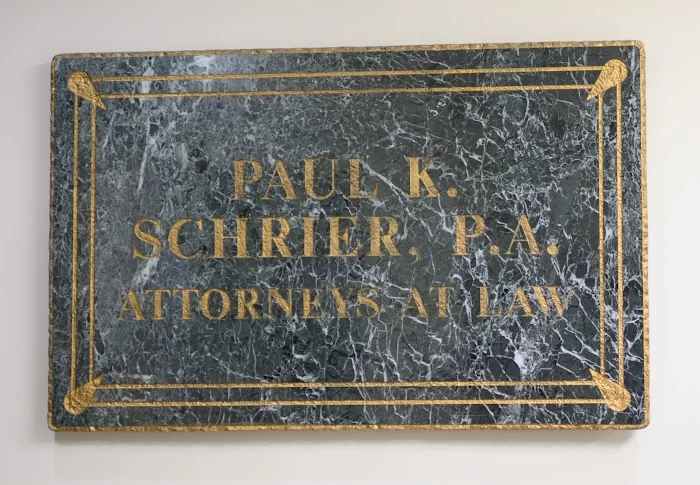 PAUL K.
SCHRIER, P.A.
ATTORNEYS AT LAW